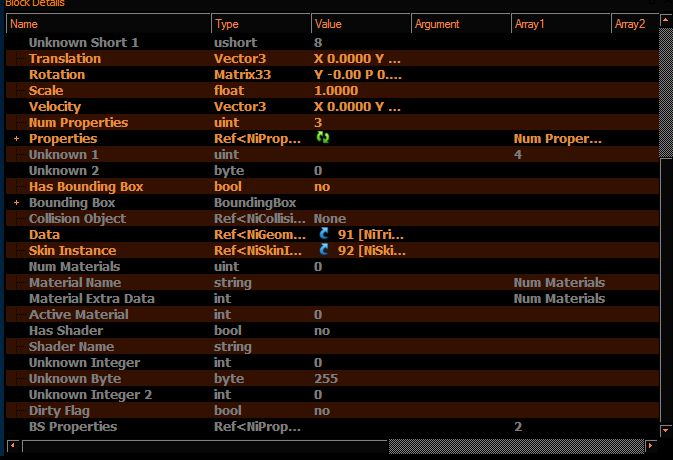 Block Details
Name Type Value Argument Array1 Array2
Unknown Short 1 ushort 8
Translation Vector3 X 0.0000 Y ...
Rotation Matrix33 Y -0.00 P 0....
Scale float 1.0000
Velocity Vector3 X 0.0000 Y ...
Num Properties uint 3
Properties Ref<NiProp... Num Proper...
Unknown 1 uint 4
Unknown 2 byte 0
Has Bounding Box bool no
Bounding Box BoundingBox
Collision Object Ref<NiCollisi... None
Data Ref<NiGeom... 91 [NiTri...
Skin Instance Ref<NiSkinI... 92 [NiSki...
Num Materials uint 0
Material Name string Num Materials
Material Extra Data int Num Materials
Active Material int 0
Has Shader bool no
Shader Name string
Unknown Integer int 0
Unknown Byte byte 255
Unknown Integer 2 int 0
Dirty Flag bool no
BS Properties Ref<NiProp... 2